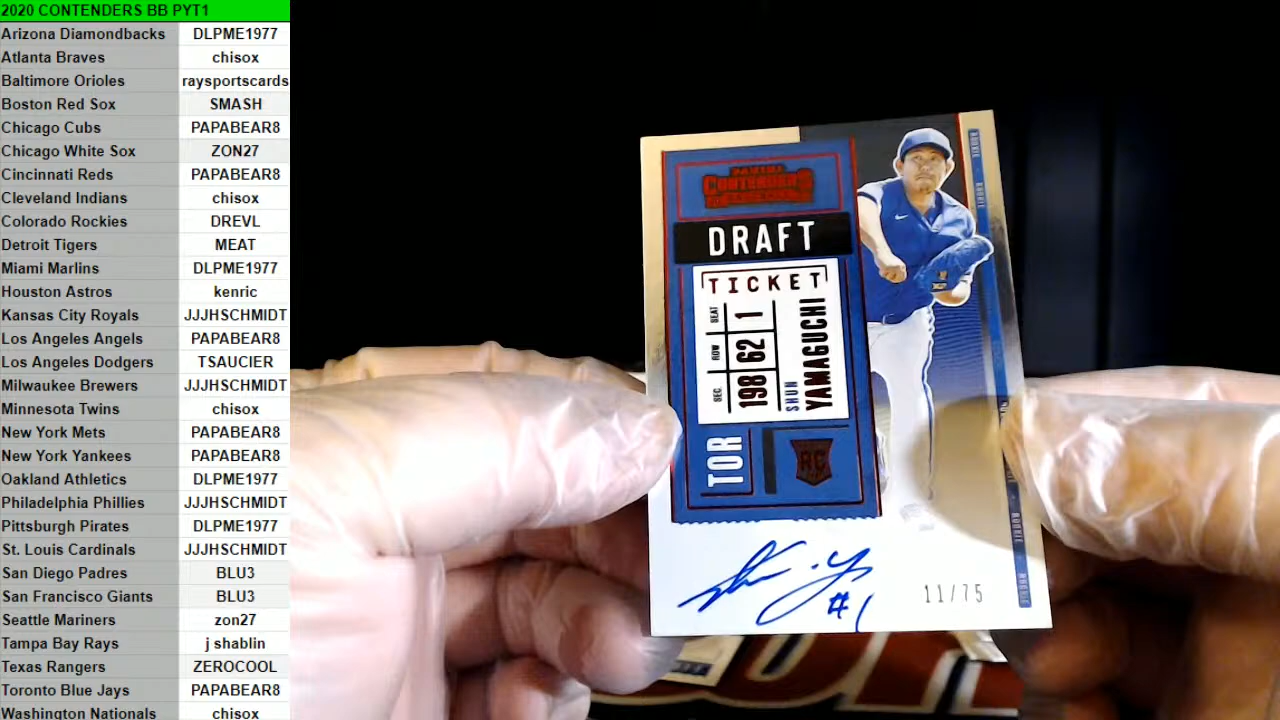 2020 CONTENDERS BB PYT1
Arizona Diamondbacks DLPME1977
Atlanta Braves chisox
Baltimore Orioles raysportscards
Boston Red Sox SMASH
Chicago Cubs PAPABEAR8
Chicago White Sox ZON27
Cincinnati Reds PAPABEAR8
Cleveland Indians chisox
Colorado Rockies DREVL
Detroit Tigers MEAT
Miami Marlins DLPME1977
Houston Astros kenric
Kansas City Royals JJJHSCHMIDT
Los Angeles Angels PAPABEAR8
Los Angeles Dodgers TSAUCIER
Milwaukee Brewers JJJHSCHMIDT
Minnesota Twins chisox
New York Mets PAPABEAR8
New York Yankees PAPABEAR8
Oakland Athletics DLPME1977
Philadelphia Phillies JJJHSCHMIDT
Pittsburgh Pirates DLPME1977
St. Louis Cardinals JJJHSCHMIDT
San Diego Padres BLU3
San Francisco Giants BLU3
Seattle Mariners zon27
Tampa Bay Rays j shablin
Texas Rangers ZEROCOOL
Toronto Blue Jays PAPABEAR8
Washington Nationals chisox
PANINI
CONTENDERS
DRAFT
TICKET
SEC. 198
ROW 62
SEAT 1
SHUN
YAMAGUCHI
TOR
RC
#1
11/75
ROOKIE
ROOKIE
ROOKIE
ROOKIE